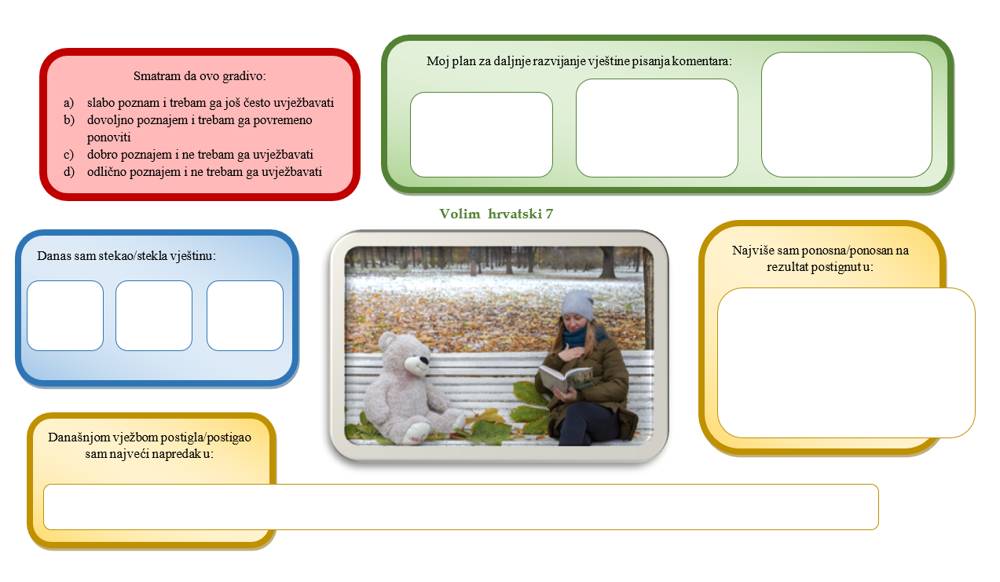 Smatram da ovo gradivo:
a) slabo poznam i trebam ga još često uvježbavati
b) dovoljno poznajem i trebam ga povremeno
ponoviti
c) dobro poznajem i ne trebam ga uvježbavati
d) odlično poznajem i ne trebam ga uvježbavati
Moj plan za daljnje razvijanje vještine pisanja komentara:
Volim hrvatski 7
Danas sam stekao/stekla vještinu:
Najviše sam ponosna/ponosan na
rezultat postignut u:
Današnjom vježbom postigla/postigao
sam najveći napredak u: